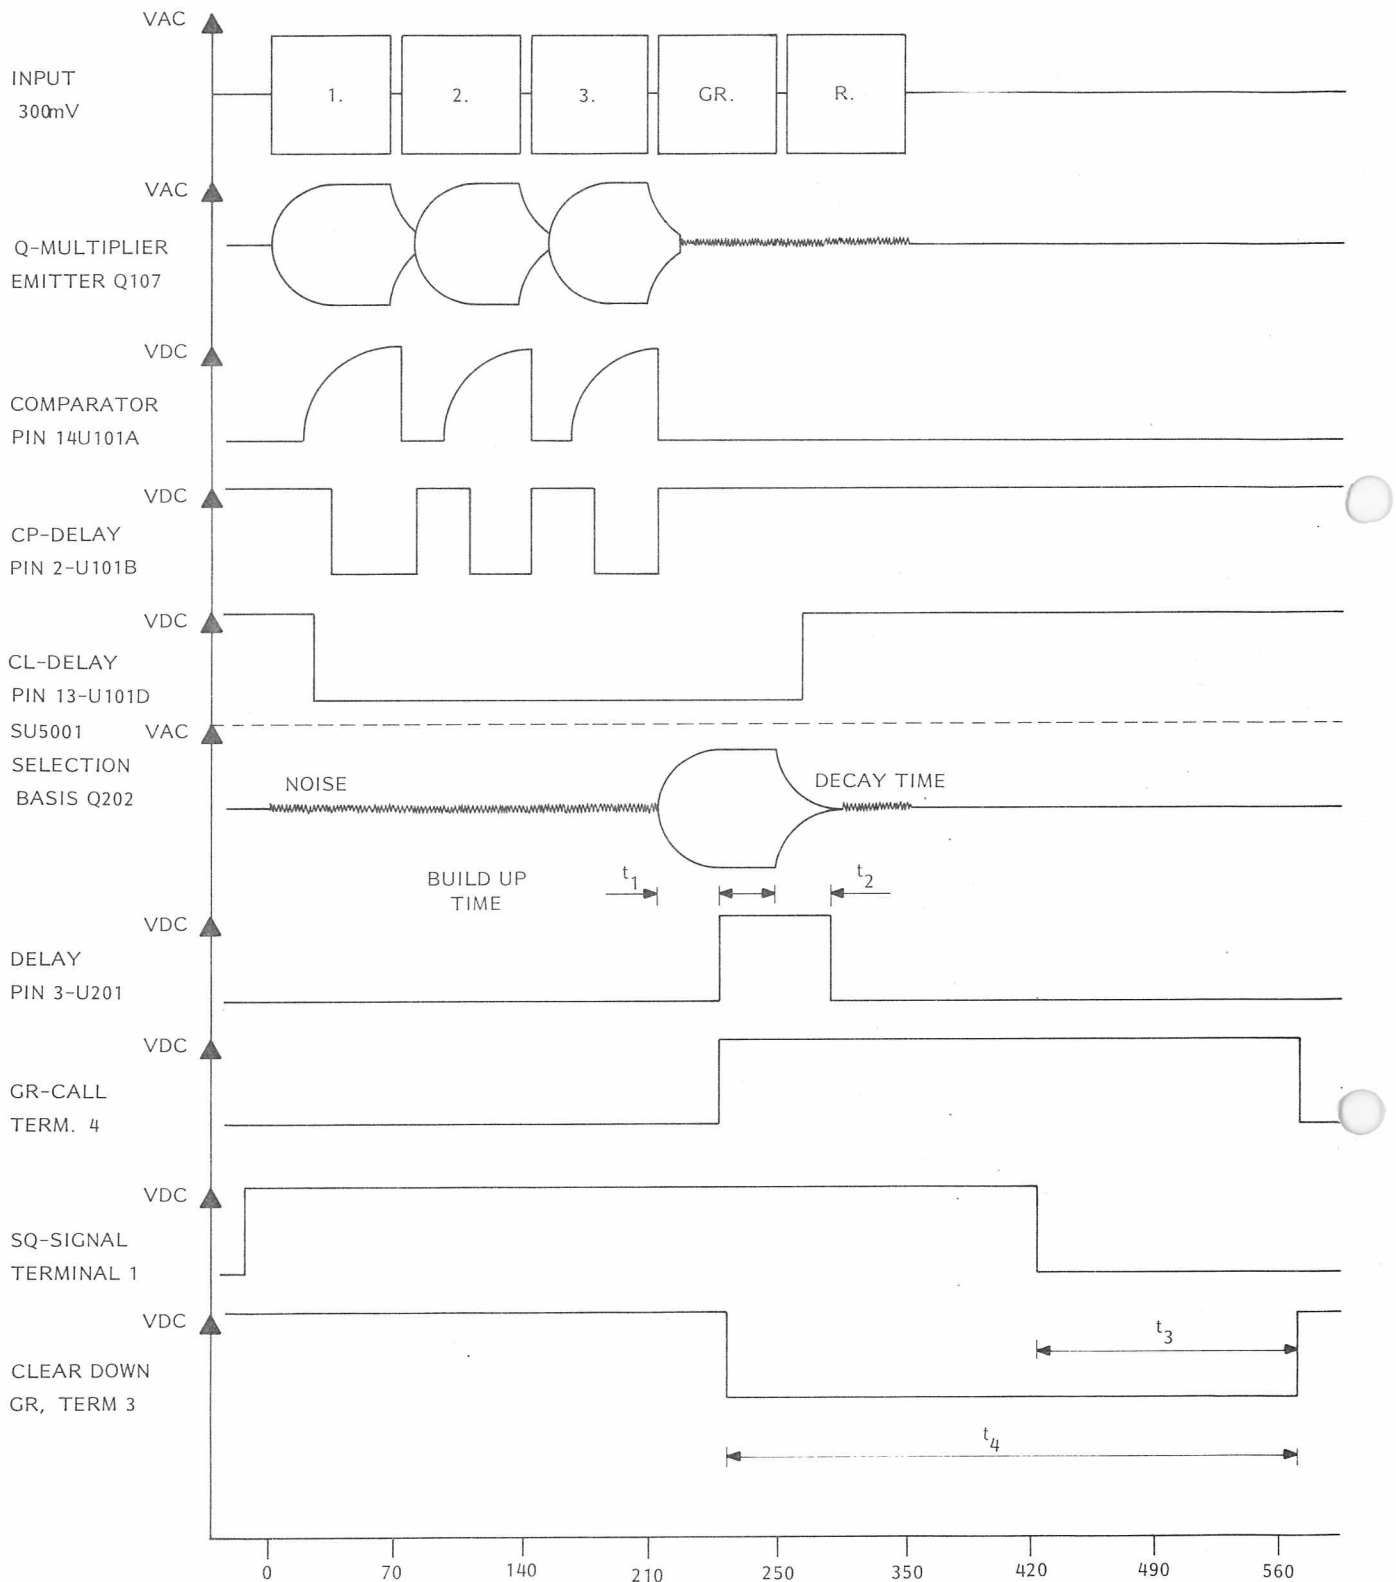 VAC
INPUT
300mV
1.
2.
3.
GR.
R.
VAC
Q-MULTIPLIER
EMITTER Q107
VDC
COMPARATOR
PIN 14U101A
VDC
CP-DELAY
PIN 2-U101B
VDC
CL-DELAY
PIN 13-U101D
SU5001
VAC
SELECTION
BASIS Q202
NOISE
DECAY TIME
BUILD UP
TIME
t1
t2
VDC
DELAY
PIN 3-U201
VDC
GR-CALL
TERM. 4
VDC
SQ-SIGNAL
TERMINAL 1
VDC
CLEAR DOWN
GR, TERM 3
t3
t4
0 70 140 210 250 350 420 490 560